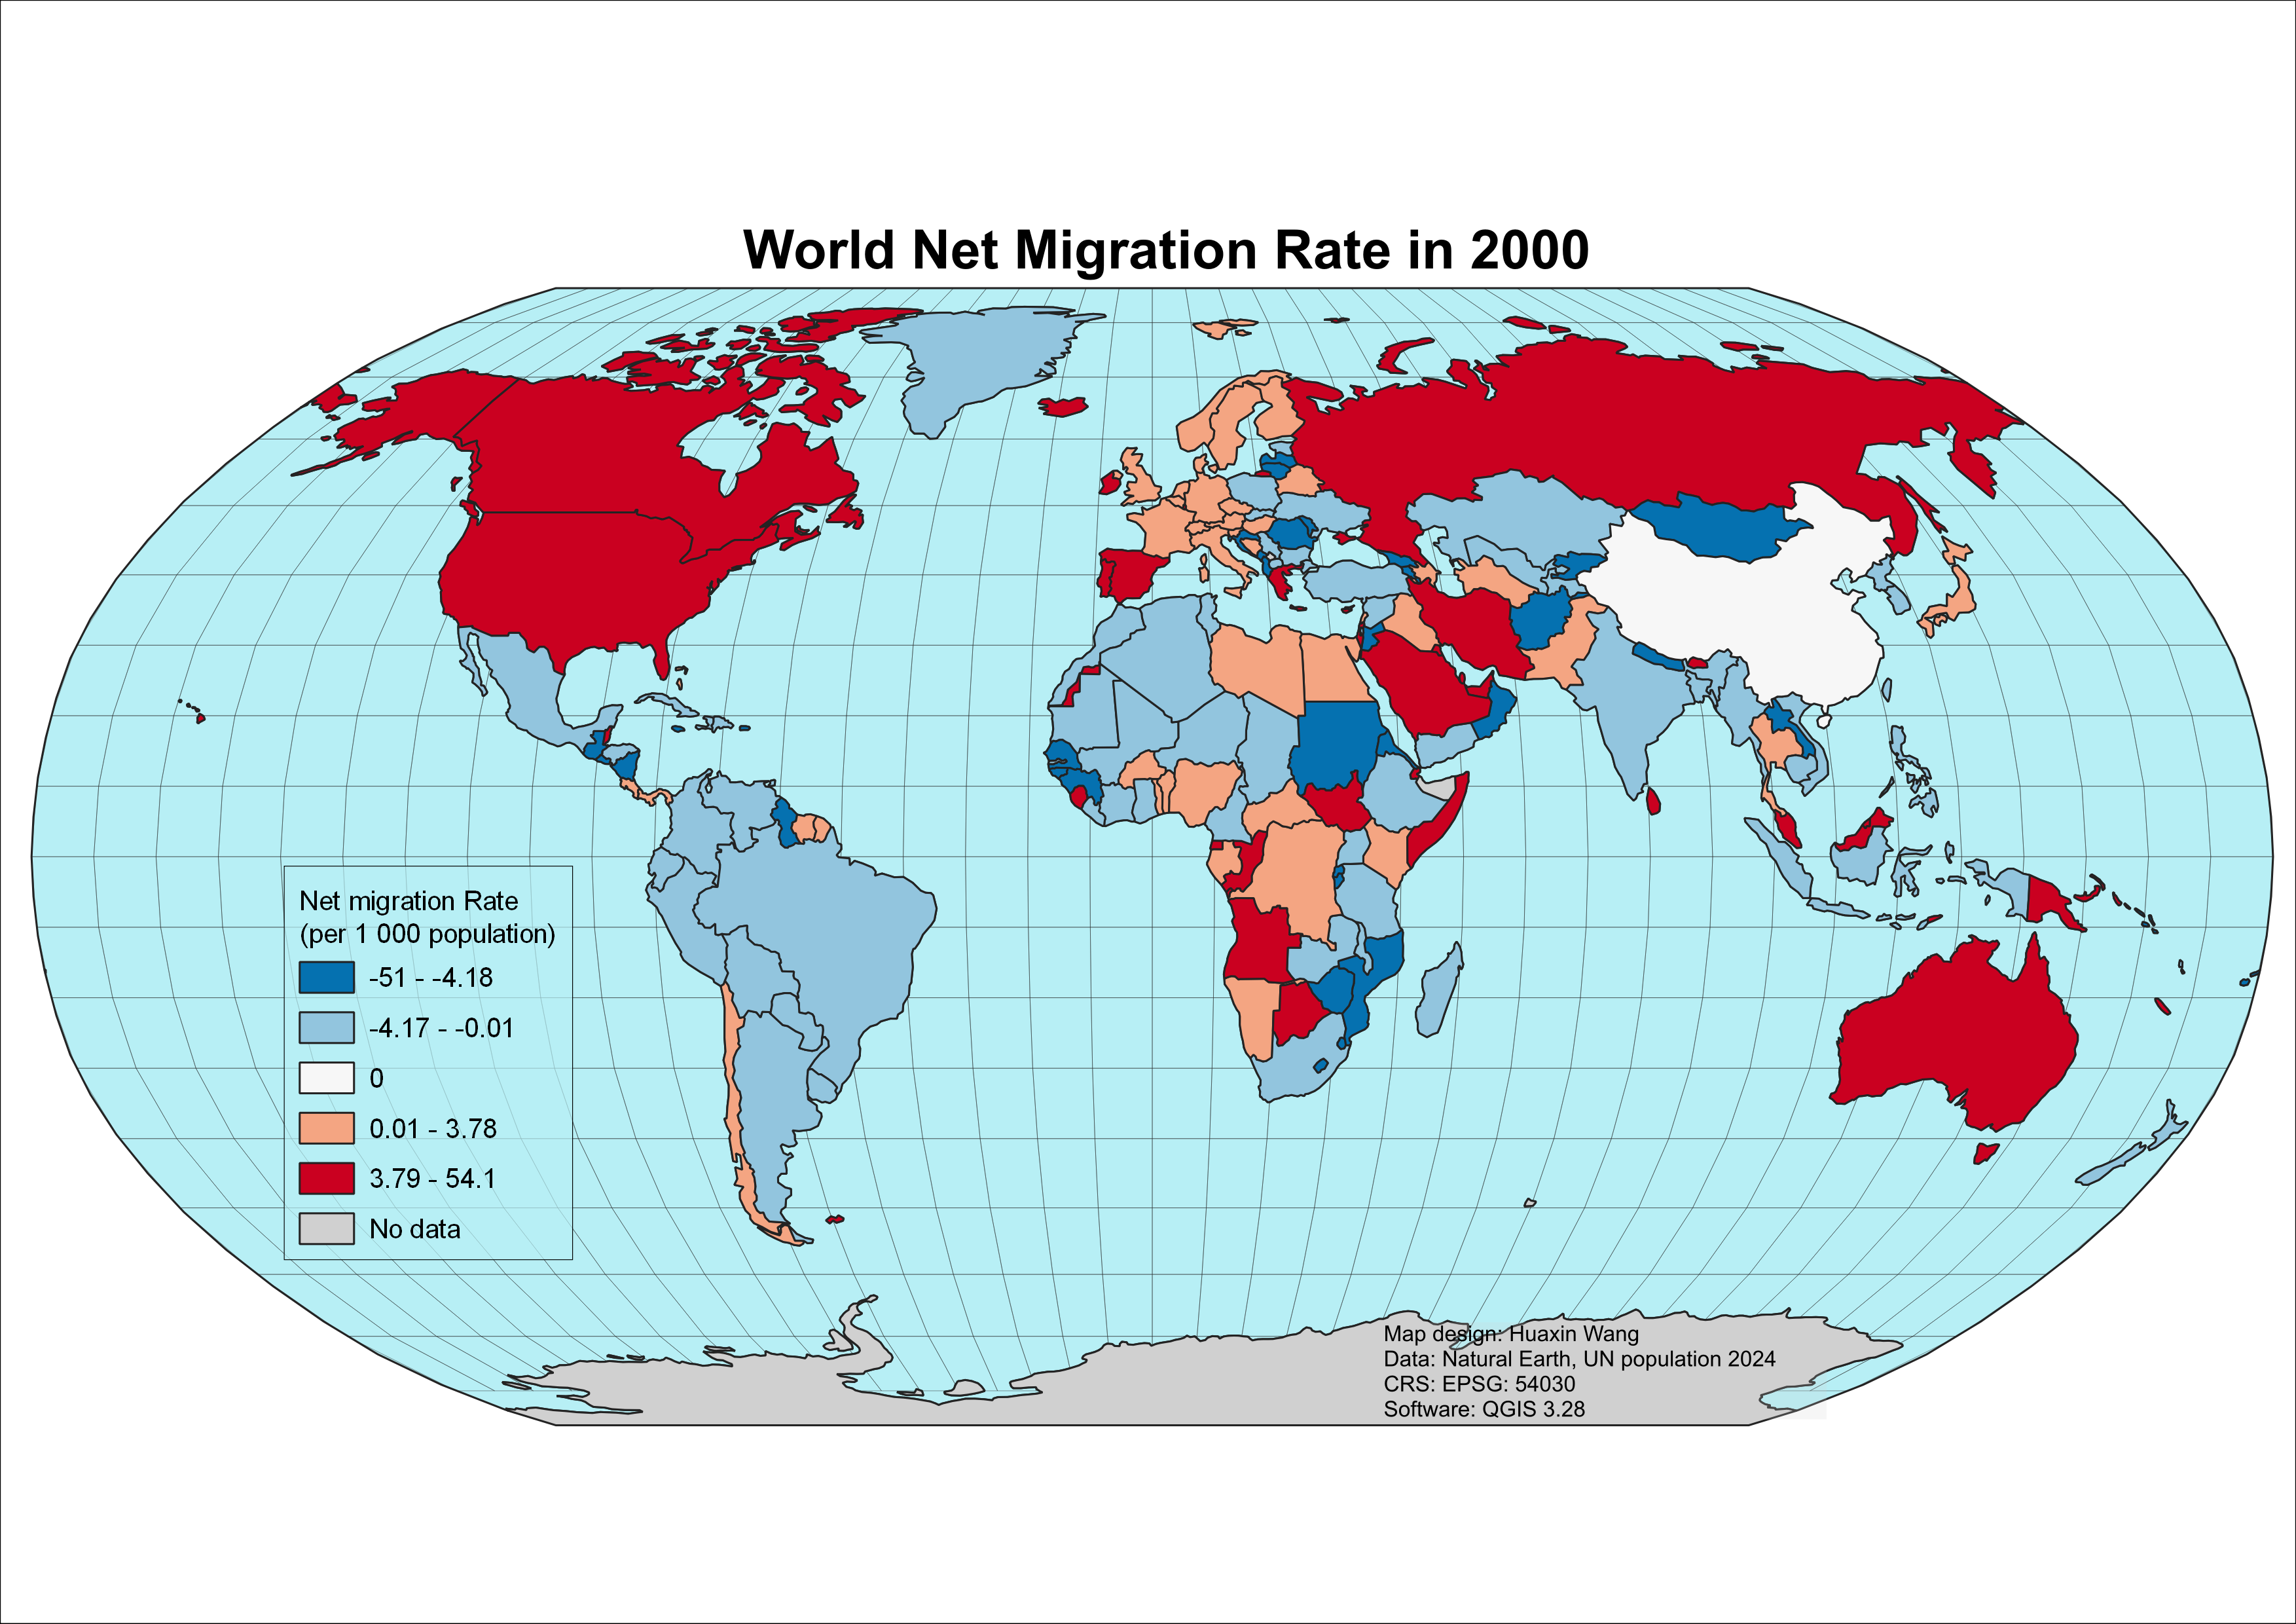 World Net Migration Rate in 2000
Net migration Rate
(per 1 000 population)
-51 - -4.18
-4.17 - -0.01
0
0.01 - 3.78
3.79 - 54.1
No data
Map design: Huaxin Wang
Data: Natural Earth, UN population 2024
CRS: EPSG: 54030
Software: QGIS 3.28